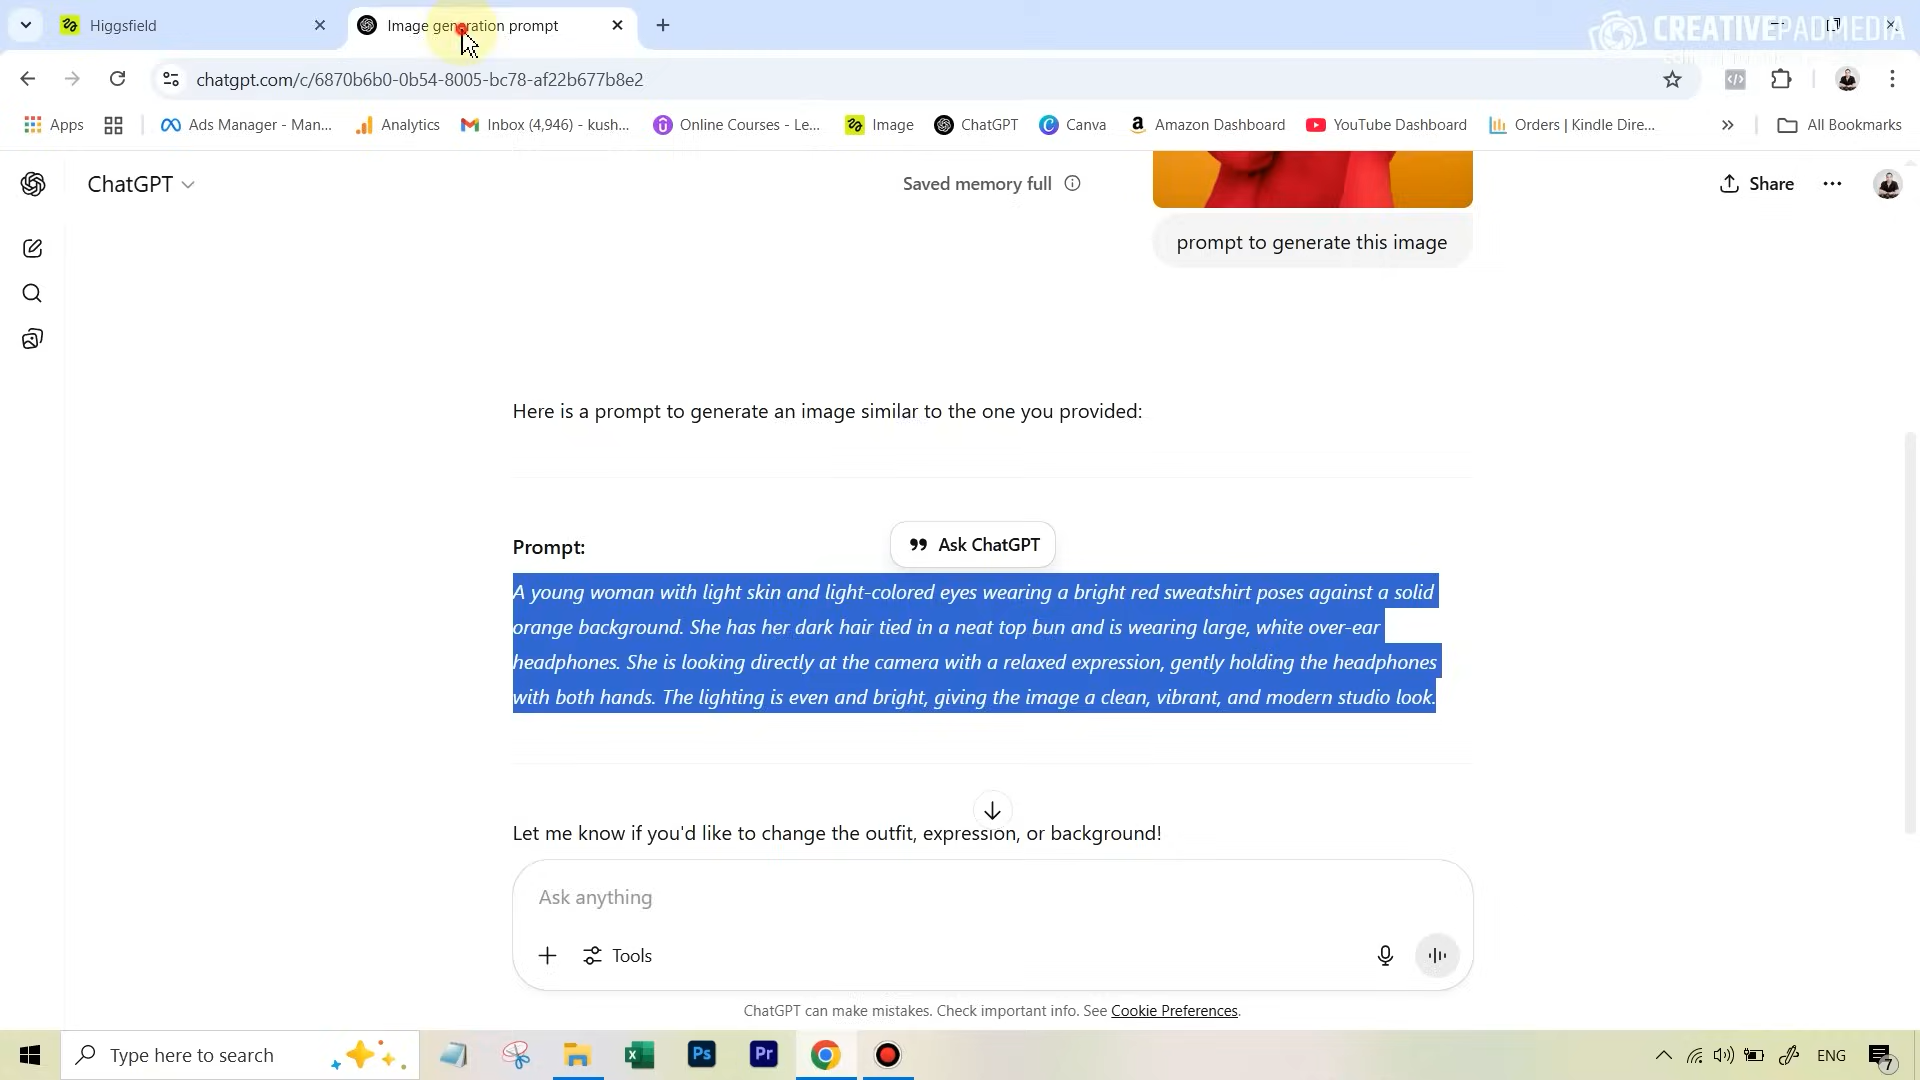 Higgsfield
Image generation prompt
CREATIVEPADMEDIA
chatgpt.com/c/6870b6b0-0b54-8005-bc78-af22b677b8e2
Apps
Ads Manager - Man...
Analytics
Inbox (4,946) - kush...
Online Courses - Le...
Image
ChatGPT
Canva
Amazon Dashboard
YouTube Dashboard
Orders | Kindle Dire...
All Bookmarks
ChatGPT
Saved memory full
Share
prompt to generate this image
Here is a prompt to generate an image similar to the one you provided:
Ask ChatGPT
Prompt:
A young woman with light skin and light-colored eyes wearing a bright red sweatshirt poses against a solid
orange background. She has her dark hair tied in a neat top bun and is wearing large, white over-ear
headphones. She is looking directly at the camera with a relaxed expression, gently holding the headphones
with both hands. The lighting is even and bright, giving the image a clean, vibrant, and modern studio look.
Let me know if you'd like to change the outfit, expression, or background!
Ask anything
Tools
ChatGPT can make mistakes. Check important info. See Cookie Preferences.
Type here to search
Ps
Pr
ENG
7